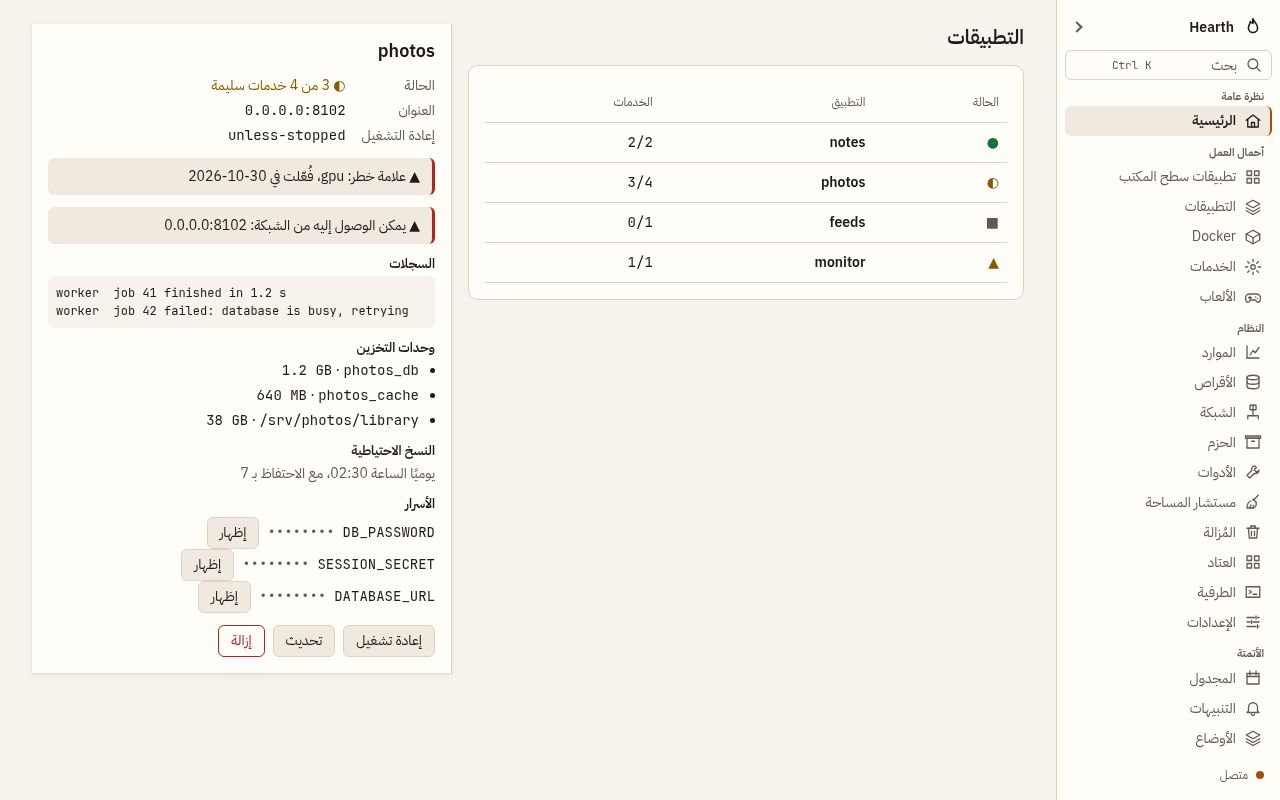 Hearth
بحث Ctrl K
نظرة عامة
الرئيسية
أحمال العمل
تطبيقات سطح المكتب
التطبيقات
Docker
الخدمات
الألعاب
النظام
الموارد
الأقراص
الشبكة
الحزم
الأدوات
مستشار المساحة
المُزالة
العتاد
الطرفية
الإعدادات
الأتمتة
المجدول
التنبيهات
الأوضاع
متصل
التطبيقات
الحالة التطبيق الخدمات
notes 2/2
photos 3/4
feeds 0/1
monitor 1/1
photos
الحالة 3 من 4 خدمات سليمة
العنوان 0.0.0.0:8102
إعادة التشغيل unless-stopped
علامة خطر: gpu، فُعّلت في 30-10-2026
يمكن الوصول إليه من الشبكة: 0.0.0.0:8102
السجلات
worker job 41 finished in 1.2 s
worker job 42 failed: database is busy, retrying
وحدات التخزين
photos_db · 1.2 GB
photos_cache · 640 MB
/srv/photos/library · 38 GB
النسخ الاحتياطية
يوميًا الساعة 02:30، مع الاحتفاظ بـ 7
الأسرار
DB_PASSWORD •••••••• إظهار
SESSION_SECRET •••••••• إظهار
DATABASE_URL •••••••• إظهار
إعادة تشغيل تحديث إزالة